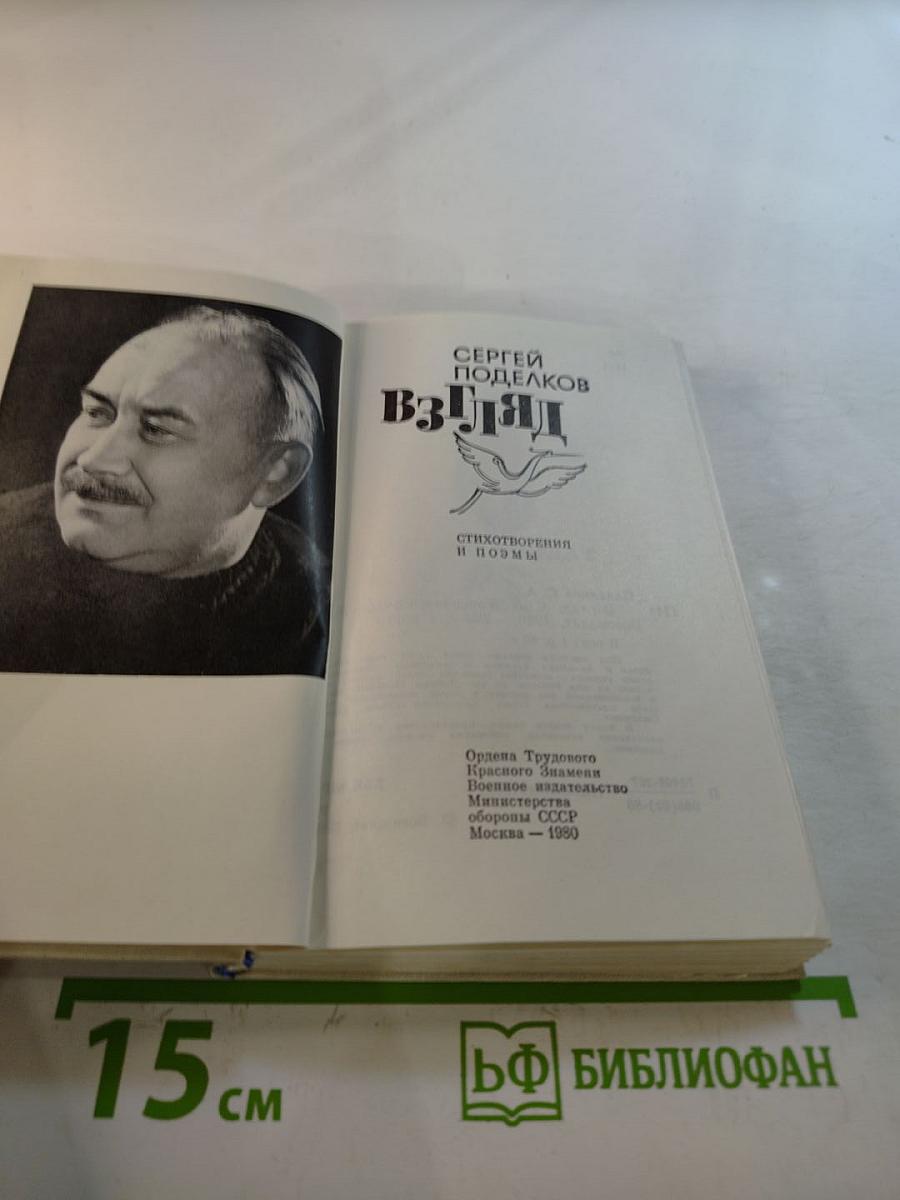 СЕРГЕЙ
ПОДЕЛКОВ
ВЗГЛЯД
СТИХОТВОРЕНИЯ
И ПОЭМЫ
Ордена Трудового
Красного Знамени
Военное издательство
Министерства
обороны СССР
Москва — 1980
15 см
ЬФ БИБЛИОФАН